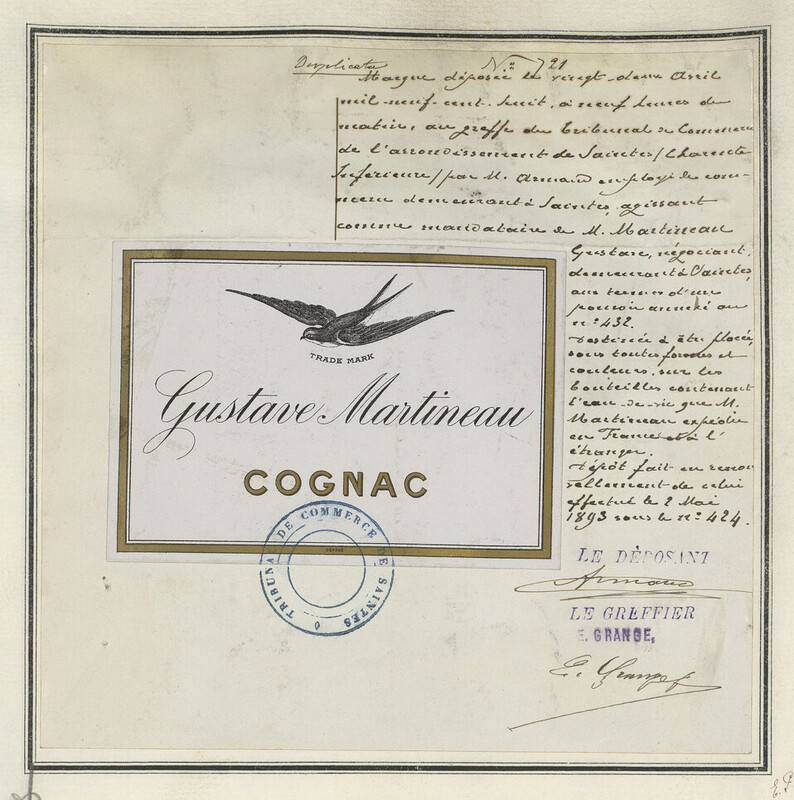 Duplicata
N° 721
Marque déposée le vingt-deux Avril
mil-neuf-cent-huit, à neuf heures du
matin, au greffe du Tribunal de Commerce
de l'arrondissement de Saintes / Charente
Inférieure / par M. Armand employé de com-
merce demeurant à Saintes, agissant
comme mandataire de M. Martineau
Gustave, négociant,
demeurant à Saintes,
aux termes d'un
pouvoir annexé au
n° 432.
Destinée à être placée,
sous toutes formes et
couleurs, sur les
bouteilles contenant
l'eau-de-vie que M.
Martineau expédie
en France et à l'
étranger.
Dépôt fait en renou
vellement de celui
effectué le 2 Mai
1893 sous le n° 424.
TRADE MARK
Gustave Martineau
COGNAC
TRIBUNAL DE COMMERCE DE SAINTES
LE DÉPOSANT
Armand
LE GREFFIER
E. GRANGE,
E. Grange